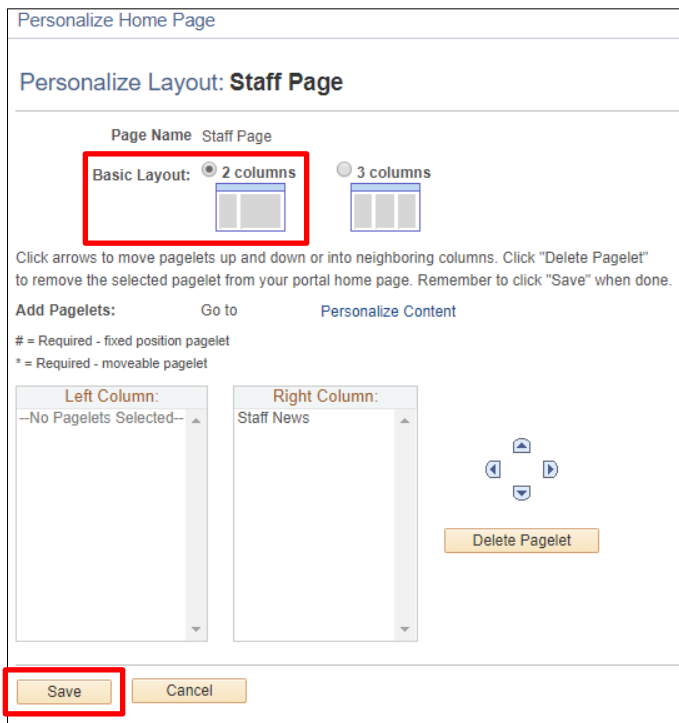 Personalize Home Page
Personalize Layout: Staff Page
Page Name Staff Page
Basic Layout: 2 columns 3 columns
Click arrows to move pagelets up and down or into neighboring columns. Click "Delete Pagelet"
to remove the selected pagelet from your portal home page. Remember to click "Save" when done.
Add Pagelets: Go to Personalize Content
# = Required - fixed position pagelet
* = Required - moveable pagelet
Left Column: Right Column:
--No Pagelets Selected-- Staff News
Delete Pagelet
Save Cancel